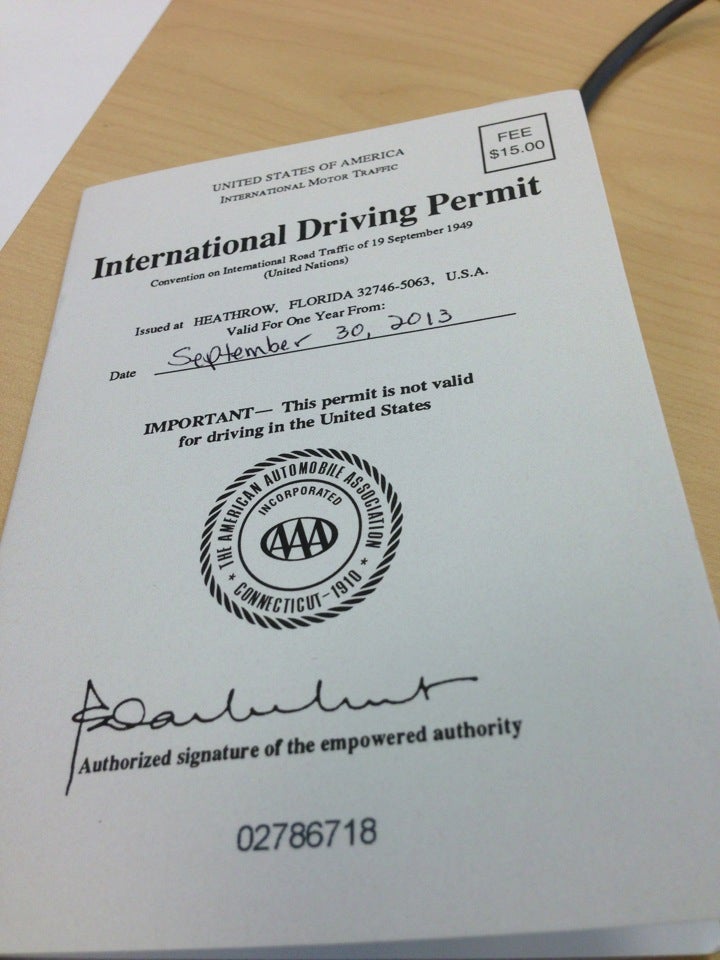 FEE
$15.00
UNITED STATES OF AMERICA
INTERNATIONAL MOTOR TRAFFIC
International Driving Permit
Convention on International Road Traffic of 19 September 1949
(United Nations)
Issued at HEATHROW, FLORIDA 32746-5063, U.S.A.
Valid For One Year From:
Date September 30, 2013
IMPORTANT— This permit is not valid
for driving in the United States
THE AMERICAN AUTOMOBILE ASSOCIATION
INCORPORATED
AAA
* CONNECTICUT-1910 *
Authorized signature of the empowered authority
02786718